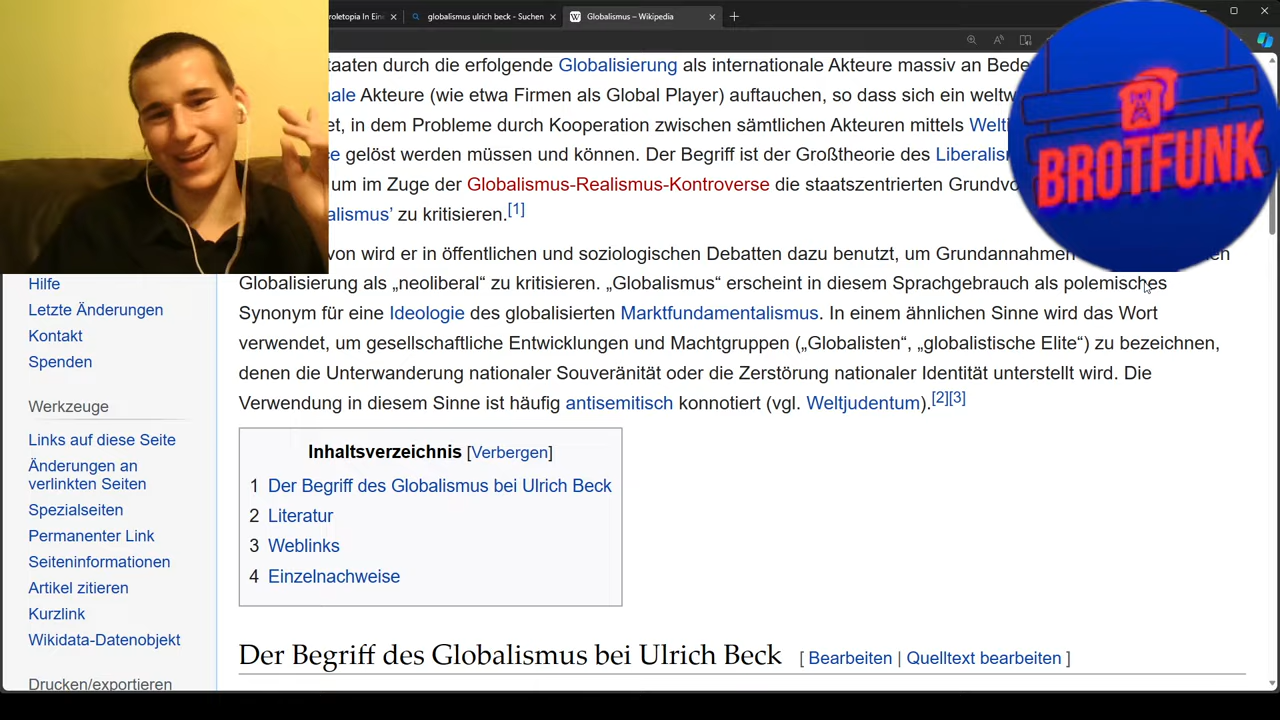 roletopia In Ein
globalismus ulrich beck - Suchen
Globalismus – Wikipedia
taaten durch die erfolgende Globalisierung als internationale Akteure massiv an Bede
nale Akteure (wie etwa Firmen als Global Player) auftauchen, so dass sich ein weltw
et, in dem Probleme durch Kooperation zwischen sämtlichen Akteuren mittels Welt
e gelöst werden müssen und können. Der Begriff ist der Großtheorie des Liberalis
um im Zuge der Globalismus-Realismus-Kontroverse die staatszentrierten Grundvo
alismus’ zu kritisieren.[1]
BROTFUNK
von wird er in öffentlichen und soziologischen Debatten dazu benutzt, um Grundannahmen
Globalisierung als „neoliberal“ zu kritisieren. „Globalismus“ erscheint in diesem Sprachgebrauch als polemisches
Synonym für eine Ideologie des globalisierten Marktfundamentalismus. In einem ähnlichen Sinne wird das Wort
verwendet, um gesellschaftliche Entwicklungen und Machtgruppen („Globalisten“, „globalistische Elite“) zu bezeichnen,
denen die Unterwanderung nationaler Souveränität oder die Zerstörung nationaler Identität unterstellt wird. Die
Verwendung in diesem Sinne ist häufig antisemitisch konnotiert (vgl. Weltjudentum).[2][3]
Hilfe
Letzte Änderungen
Kontakt
Spenden
Werkzeuge
Links auf diese Seite
Änderungen an
verlinkten Seiten
Spezialseiten
Permanenter Link
Seiteninformationen
Artikel zitieren
Kurzlink
Wikidata-Datenobjekt
Drucken/exportieren
Inhaltsverzeichnis [Verbergen]
1 Der Begriff des Globalismus bei Ulrich Beck
2 Literatur
3 Weblinks
4 Einzelnachweise
Der Begriff des Globalismus bei Ulrich Beck [ Bearbeiten | Quelltext bearbeiten ]